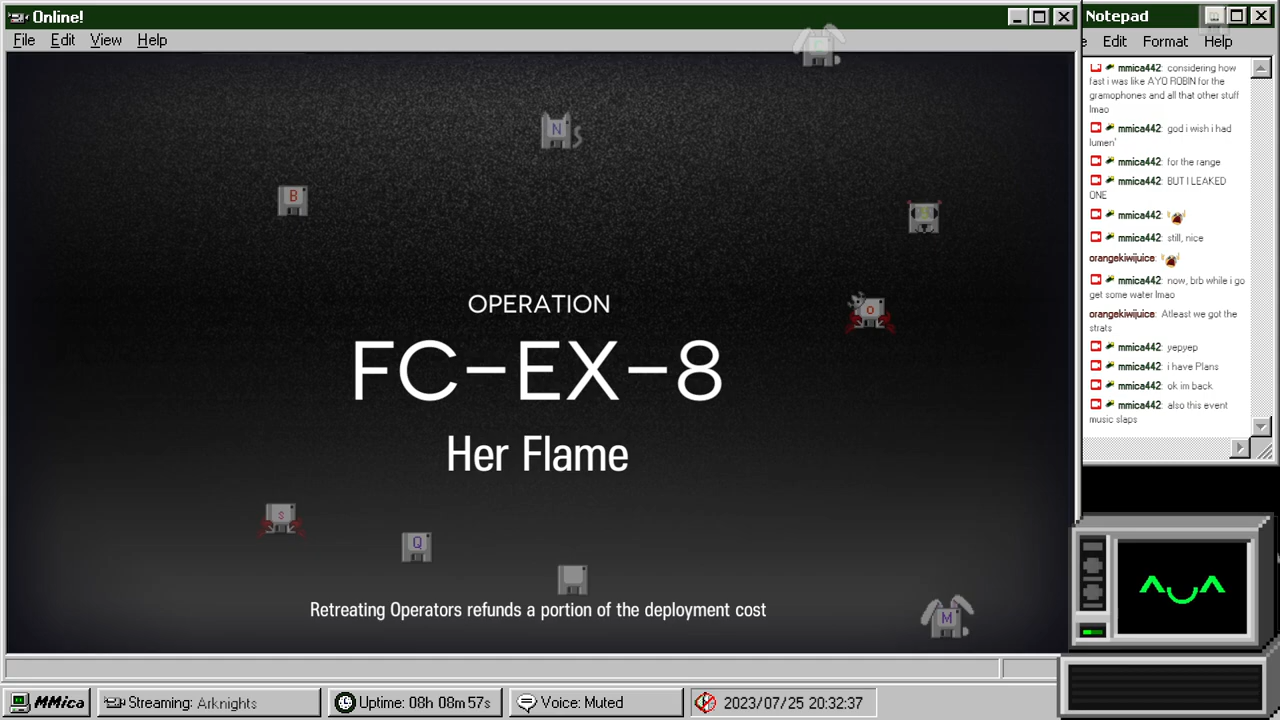 Online!
File Edit View Help
B
N
S
Q
M
OPERATION
FC-EX-8
Her Flame
Retreating Operators refunds a portion of the deployment cost
Notepad
Edit Format Help
mmica442: considering how
fast i was like AYO ROBIN for the
gramophones and all that other stuff
lmao
mmica442: god i wish i had
lumen'
mmica442: for the range
mmica442: BUT I LEAKED
ONE
mmica442:
mmica442: still, nice
orangekiwijuice:
mmica442: now, brb while i go
get some water lmao
orangekiwijuice: Atleast we got the
strats
mmica442: yepyep
mmica442: i have Plans
mmica442: ok im back
mmica442: also this event
music slaps
MMica
Streaming: Arknights
Uptime: 08h 08m 57s
Voice: Muted
2023/07/25 20:32:37